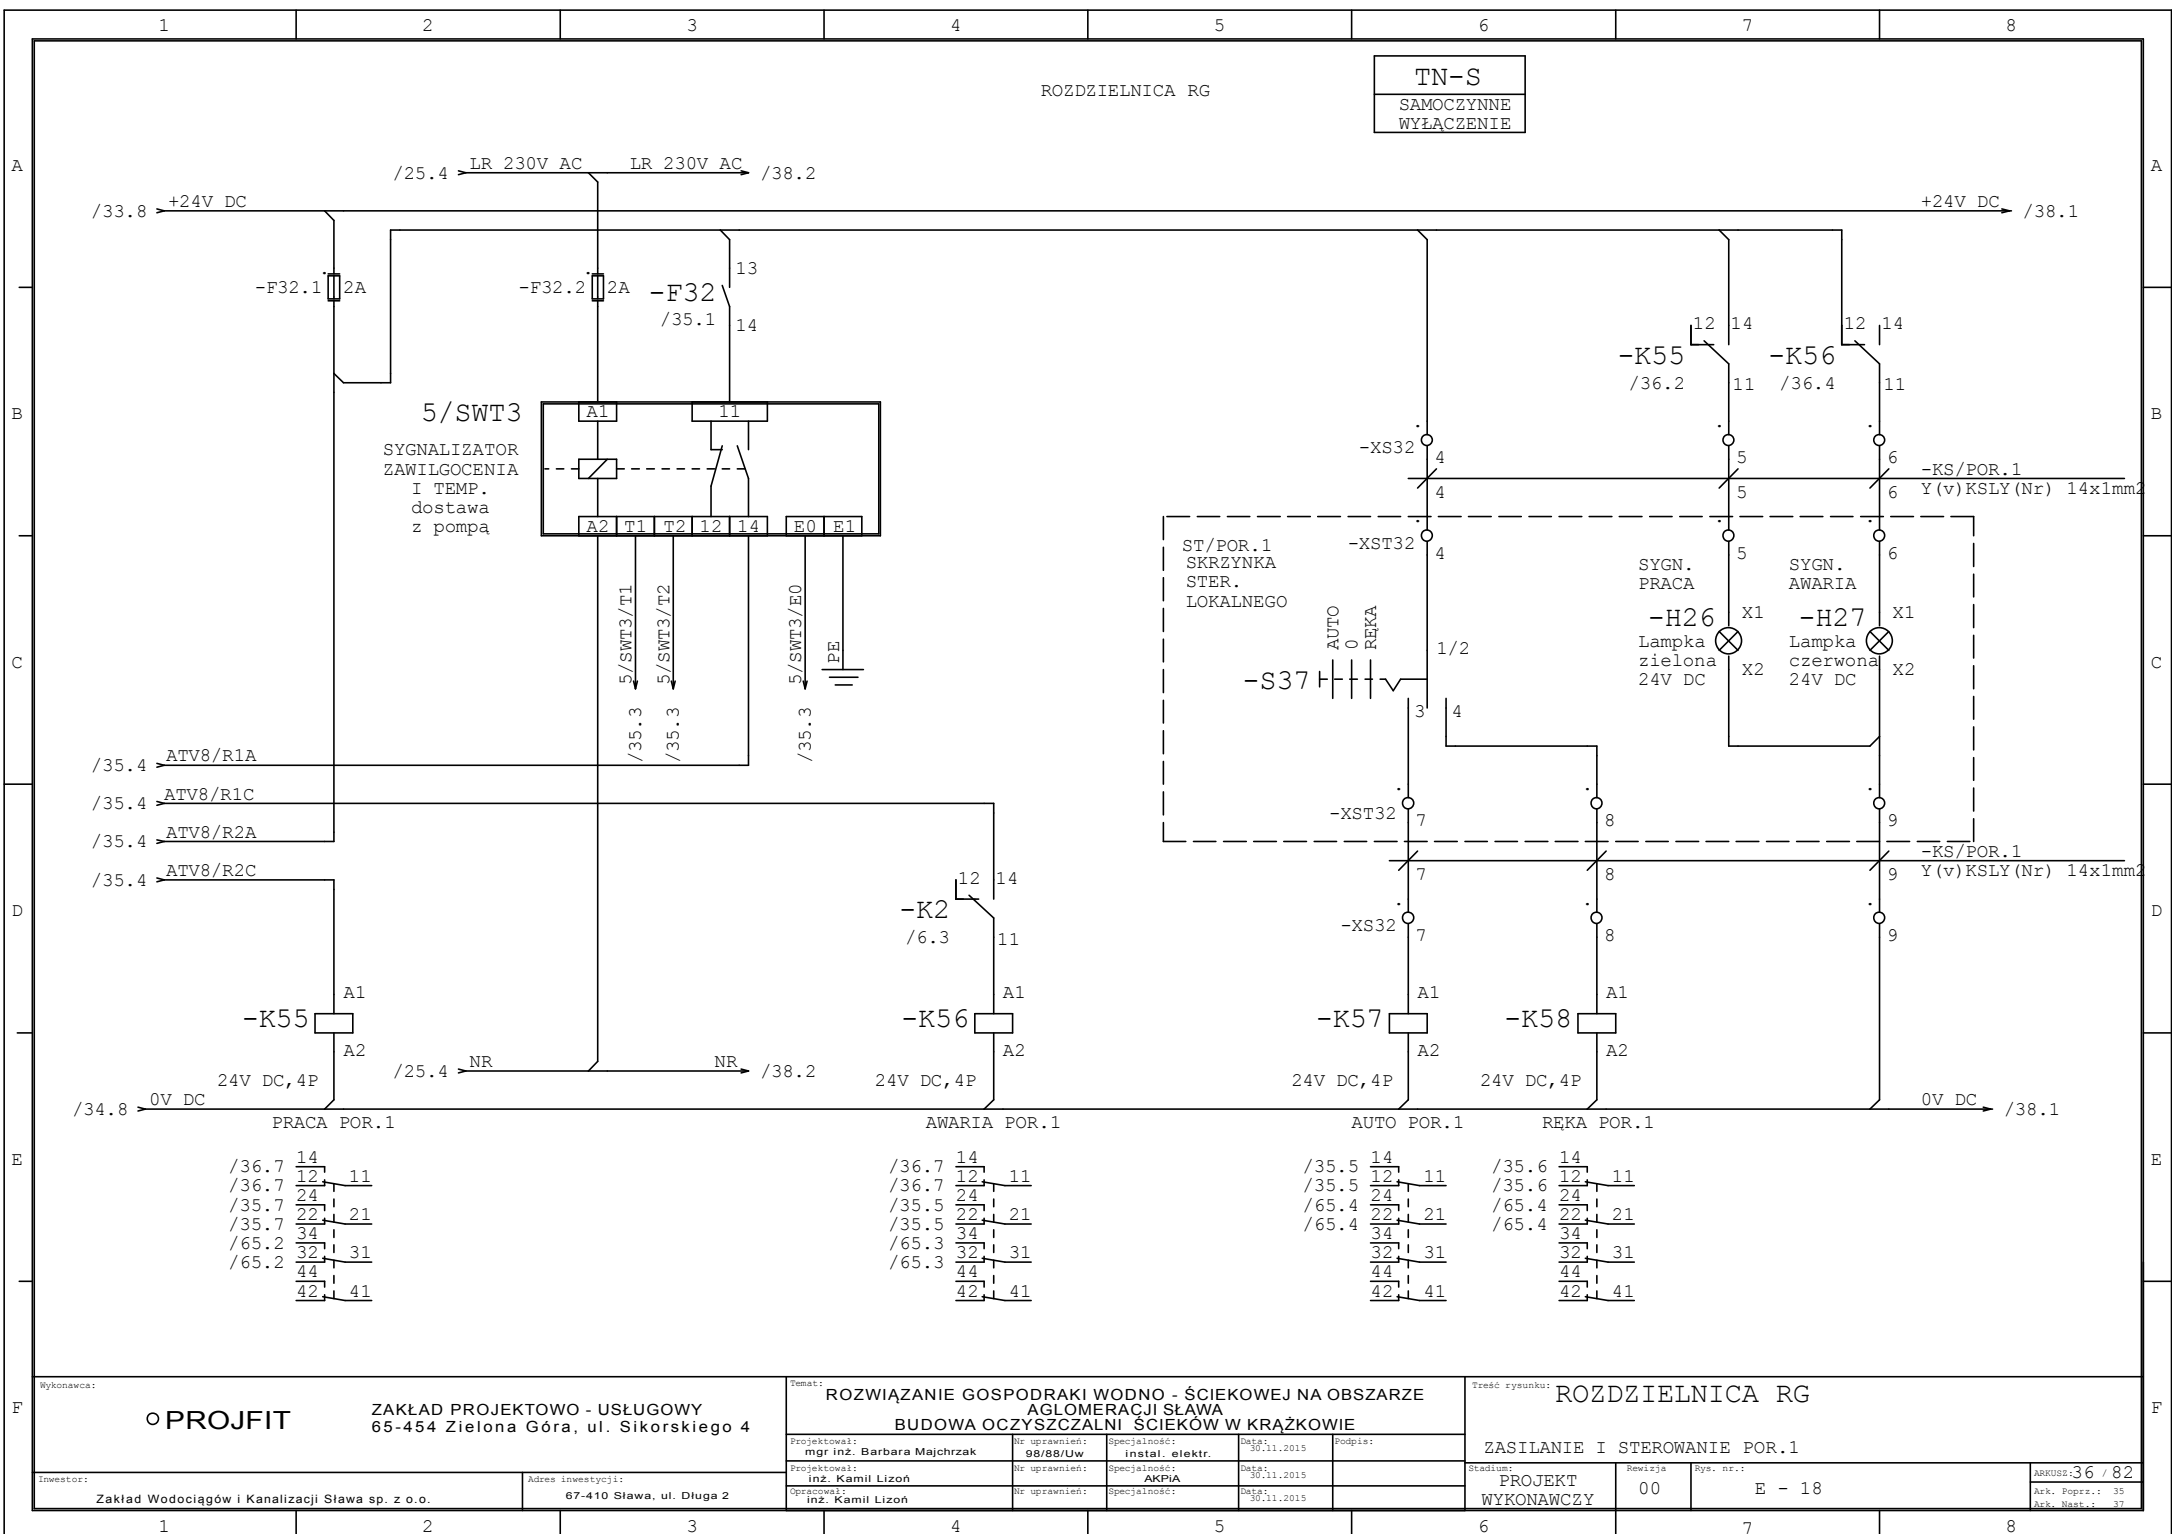 1 2 3 4 5 6 7 8
ROZDZIELNICA RG
TN-S
SAMOCZYNNE
WYŁĄCZENIE
A A
/25.4 LR 230V AC LR 230V AC /38.2
/33.8 +24V DC +24V DC /38.1
13
-F32.1 2A -F32.2 2A -F32
/35.1 14
12 14 12 14
-K55 -K56
/36.2 11 /36.4 11
B B
5/SWT3 A1 11
SYGNALIZATOR
ZAWILGOCENIA
I TEMP.
dostawa
z pompą
A2 T1 T2 12 14 E0 E1
-XS32 4 5 6
4 5 6
-KS/POR.1
Y(v)KSLY(Nr) 14x1mm2
ST/POR.1
SKRZYNKA
STER.
LOKALNEGO
-XST32 4 5 6
SYGN.
PRACA
SYGN.
AWARIA
5/SWT3/T1
5/SWT3/T2
5/SWT3/E0
PE
/35.3
/35.3
/35.3
AUTO
0
RĘKA
1/2
-S37
3 4
-H26 X1
Lampka
zielona
24V DC X2
-H27 X1
Lampka
czerwona
24V DC X2
C C
/35.4 ATV8/R1A
/35.4 ATV8/R1C
/35.4 ATV8/R2A
/35.4 ATV8/R2C
-XST32 7 8 9
7 8 9
-KS/POR.1
Y(v)KSLY(Nr) 14x1mm2
12 14
-K2
/6.3 11
D D
-XS32 7 8 9
A1 A1 A1 A1
-K55 -K56 -K57 -K58
A2 A2 A2 A2
/25.4 NR NR /38.2
24V DC,4P 24V DC,4P 24V DC,4P 24V DC,4P
/34.8 0V DC 0V DC /38.1
PRACA POR.1 AWARIA POR.1 AUTO POR.1 RĘKA POR.1
E E
/36.7 14 /36.7 14 /35.5 14 /35.6 14
/36.7 12 11 /36.7 12 11 /35.5 12 11 /35.6 12 11
/35.7 24 /35.5 24 /65.4 24 /65.4 24
/35.7 22 21 /35.5 22 21 /65.4 22 21 /65.4 22 21
/65.2 34 /65.3 34 34 34
/65.2 32 31 /65.3 32 31 32 31 32 31
44 44 44 44
42 41 42 41 42 41 42 41
F F
Wykonawca:
PROJFIT
ZAKŁAD PROJEKTOWO - USŁUGOWY
65-454 Zielona Góra, ul. Sikorskiego 4
Inwestor:
Zakład Wodociągów i Kanalizacji Sława sp. z o.o.
Adres inwestycji:
67-410 Sława, ul. Długa 2
Temat:
ROZWIĄZANIE GOSPODRAKI WODNO - ŚCIEKOWEJ NA OBSZARZE
AGLOMERACJI SŁAWA
BUDOWA OCZYSZCZALNI ŚCIEKÓW W KRĄŻKOWIE
Projektował: Nr uprawnień: Specjalność: Data: Podpis:
mgr inż. Barbara Majchrzak 98/88/Uw instal. elektr. 30.11.2015
Projektował: Nr uprawnień: Specjalność: Data:
inż. Kamil Lizoń AKPiA 30.11.2015
Opracował: Nr uprawnień: Specjalność: Data:
inż. Kamil Lizoń 30.11.2015
Treść rysunku: ROZDZIELNICA RG
ZASILANIE I STEROWANIE POR.1
Stadium:
PROJEKT
WYKONAWCZY
Rewizja
00
Rys. nr.:
E - 18
ARKUSZ: 36 / 82
Ark. Poprz.: 35
Ark. Nast.: 37
1 2 3 4 5 6 7 8